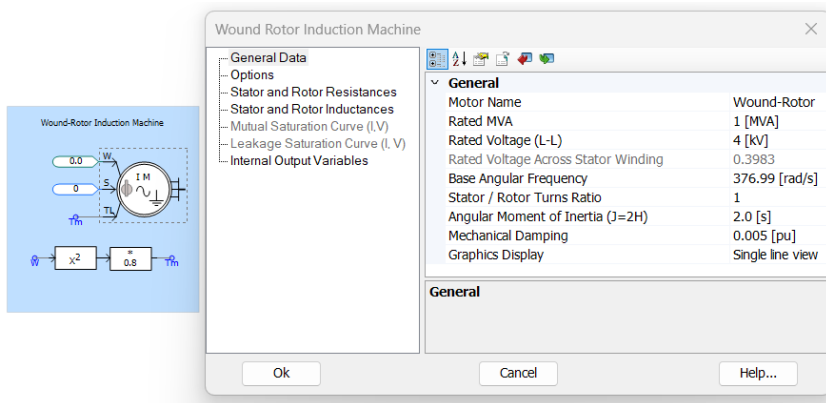 Wound Rotor Induction Machine
General Data
Options
Stator and Rotor Resistances
Stator and Rotor Inductances
Mutual Saturation Curve (I,V)
Leakage Saturation Curve (I, V)
Internal Output Variables
General
Motor Name Wound-Rotor
Rated MVA 1 [MVA]
Rated Voltage (L-L) 4 [kV]
Rated Voltage Across Stator Winding 0.3983
Base Angular Frequency 376.99 [rad/s]
Stator / Rotor Turns Ratio 1
Angular Moment of Inertia (J=2H) 2.0 [s]
Mechanical Damping 0.005 [pu]
Graphics Display Single line view
General
Ok
Cancel
Help...
Wound-Rotor Induction Machine
0.0 W
I M
0 S
TL
Tm
W
X²
*
0.8
Tm